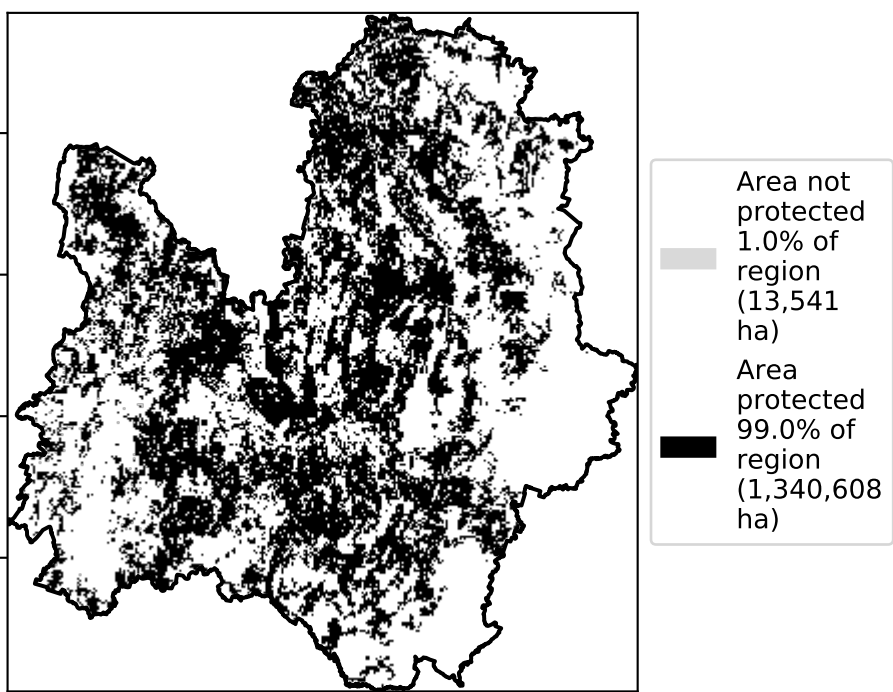 Area not
protected
1.0% of
region
(13,541
ha)
Area
protected
99.0% of
region
(1,340,608
ha)